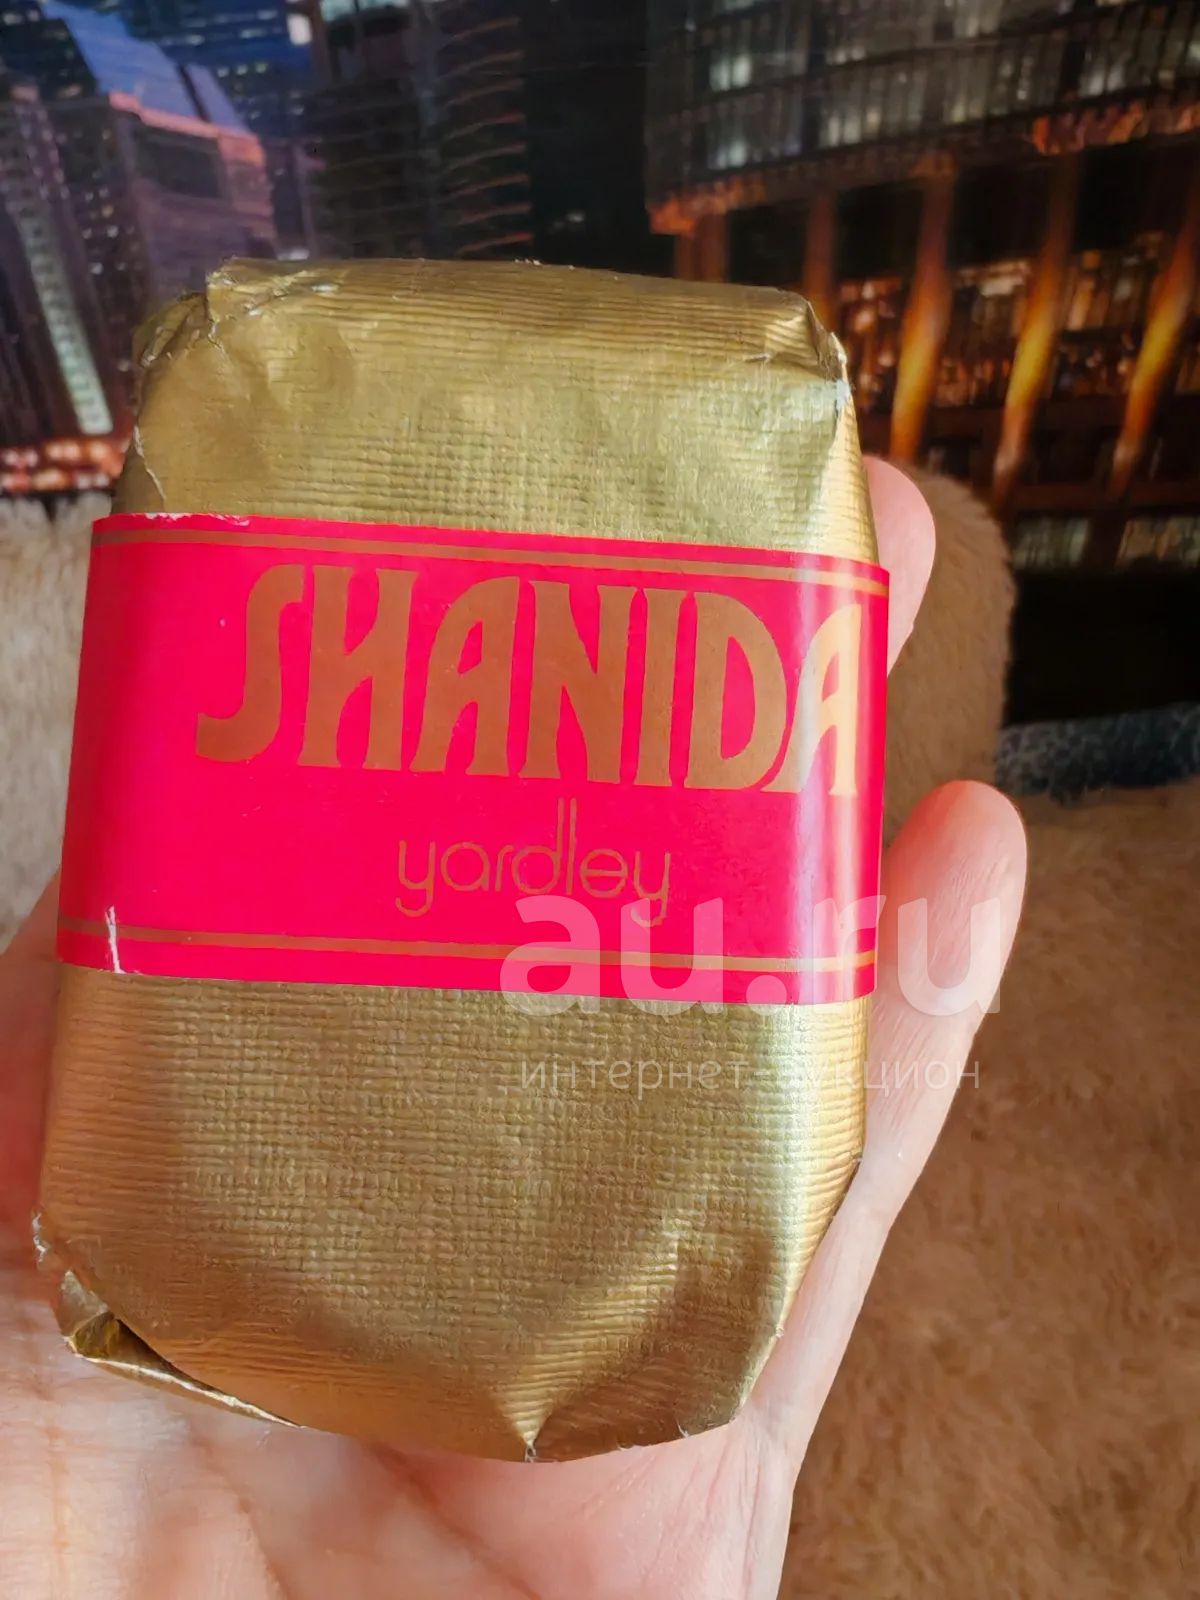 SHANIDA
yardley
au.ru
интернет-аукцион